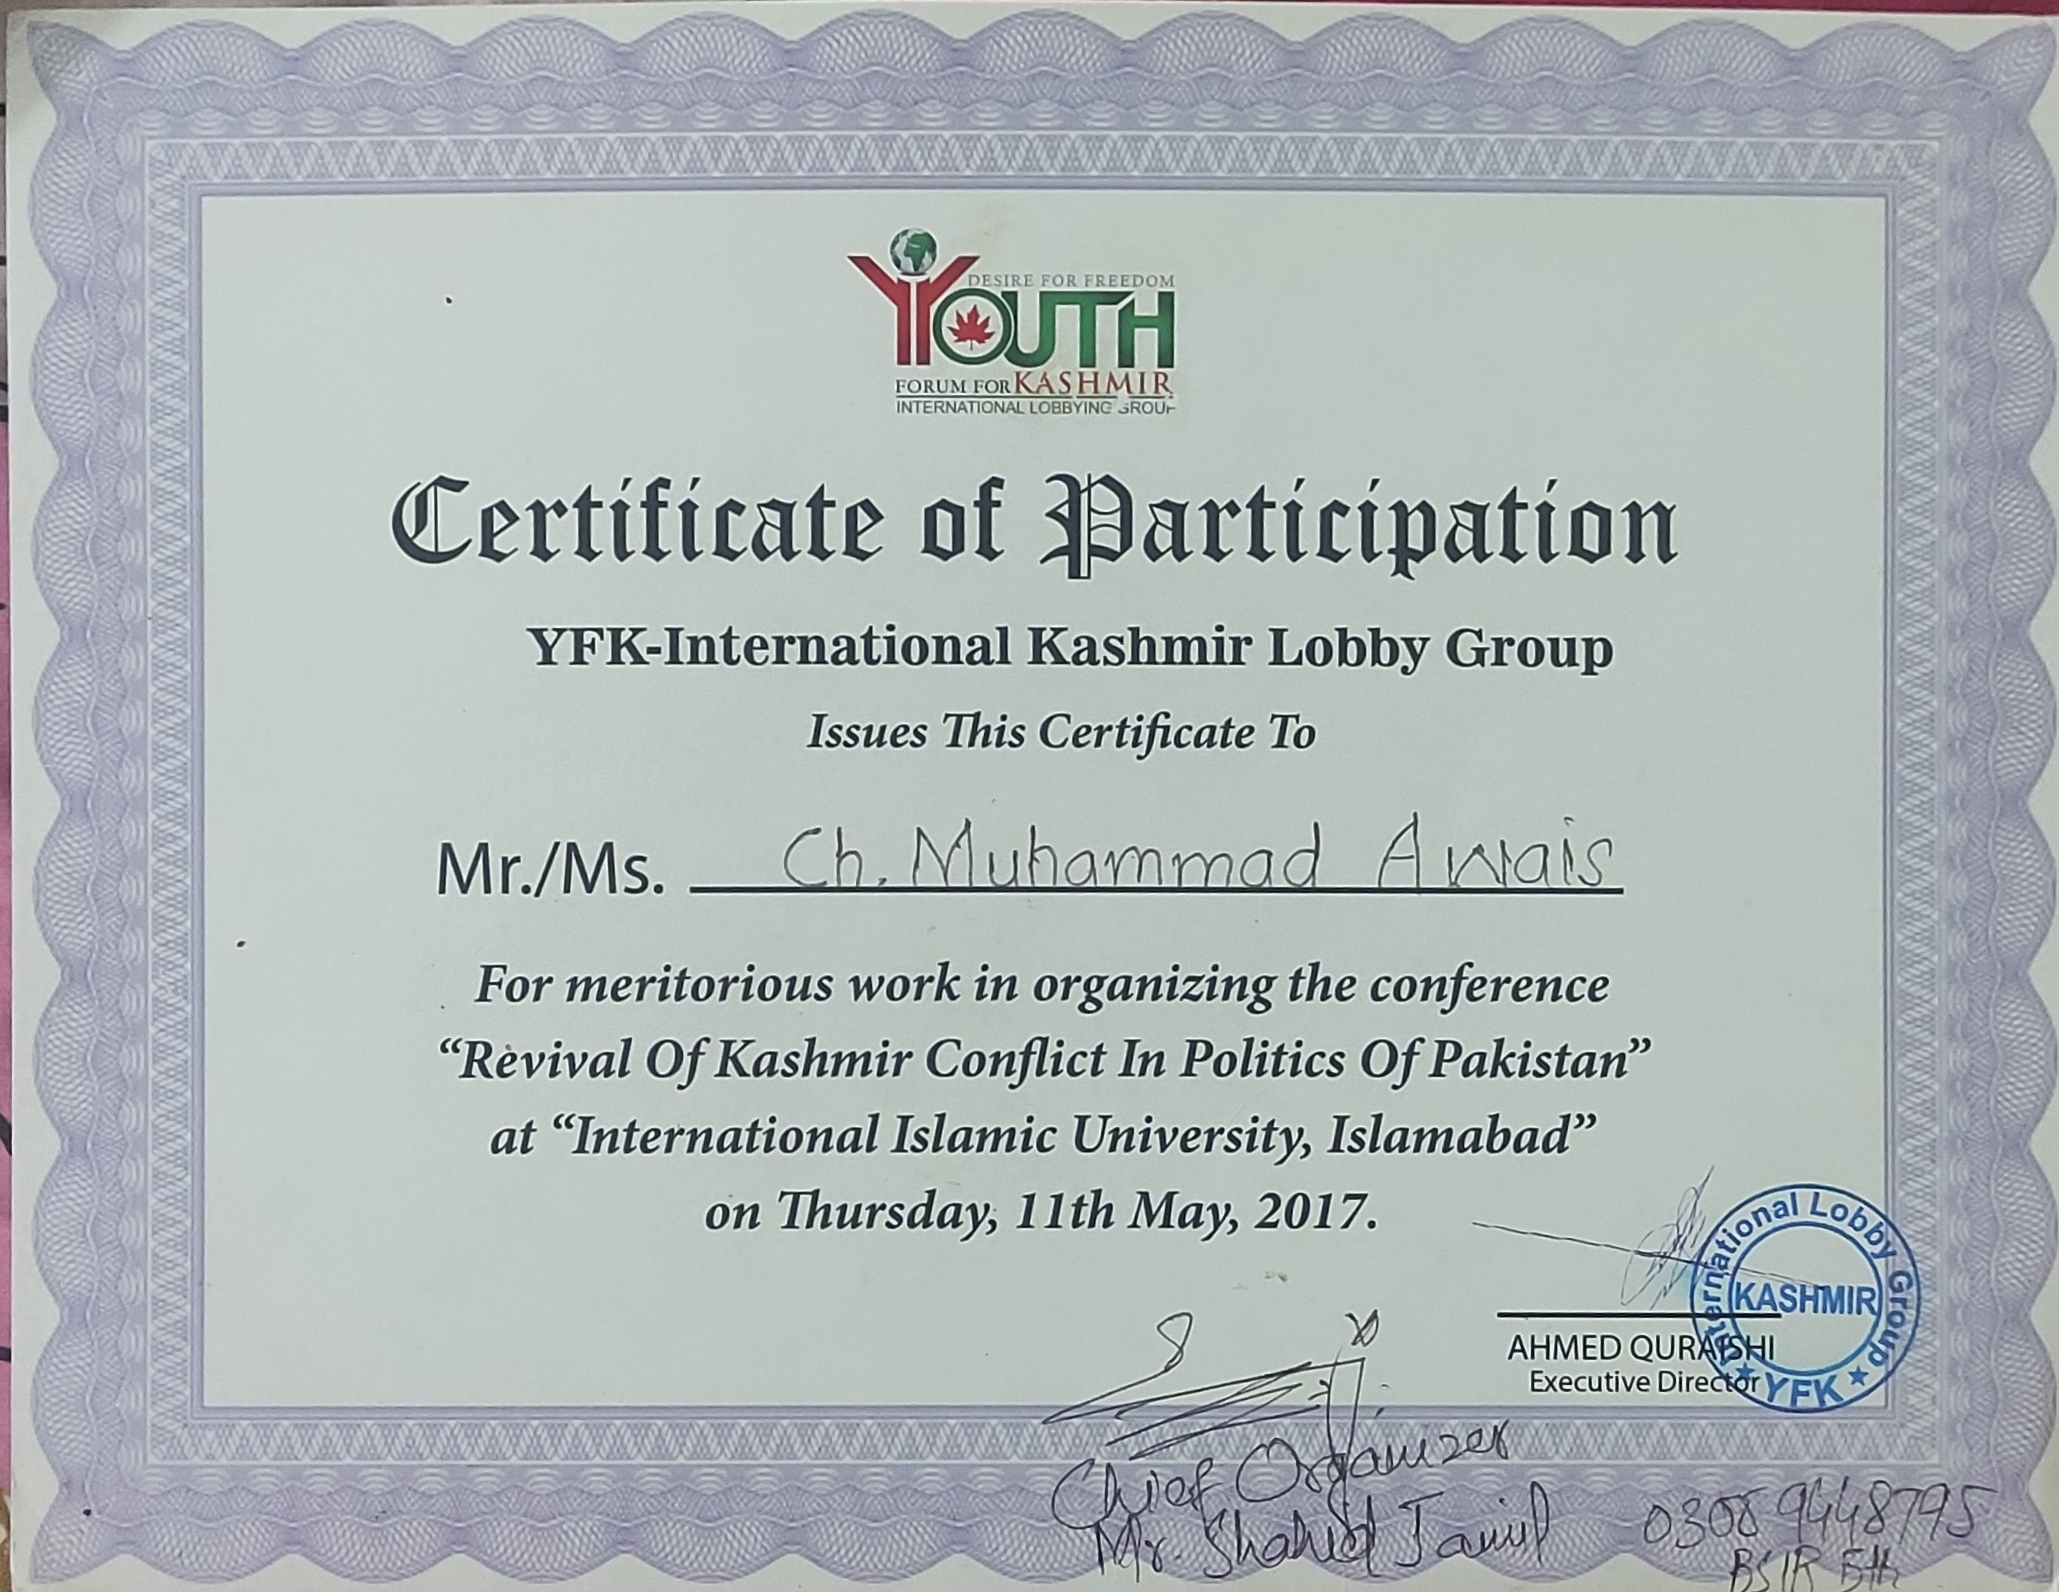 DESIRE FOR FREEDOM
YOUTH
FORUM FOR KASHMIR
INTERNATIONAL LOBBYING GROUP
Certificate of Participation
YFK-International Kashmir Lobby Group
Issues This Certificate To
Mr./Ms. Ch. Muhammad Awais
For meritorious work in organizing the conference
“Revival Of Kashmir Conflict In Politics Of Pakistan”
at “International Islamic University, Islamabad”
on Thursday, 11th May, 2017.
International Lobby Group
KASHMIR
YFK
AHMED QURAISHI
Executive Director
Chief Organizer
Mr. Shahid Jamil
BSIR 5th